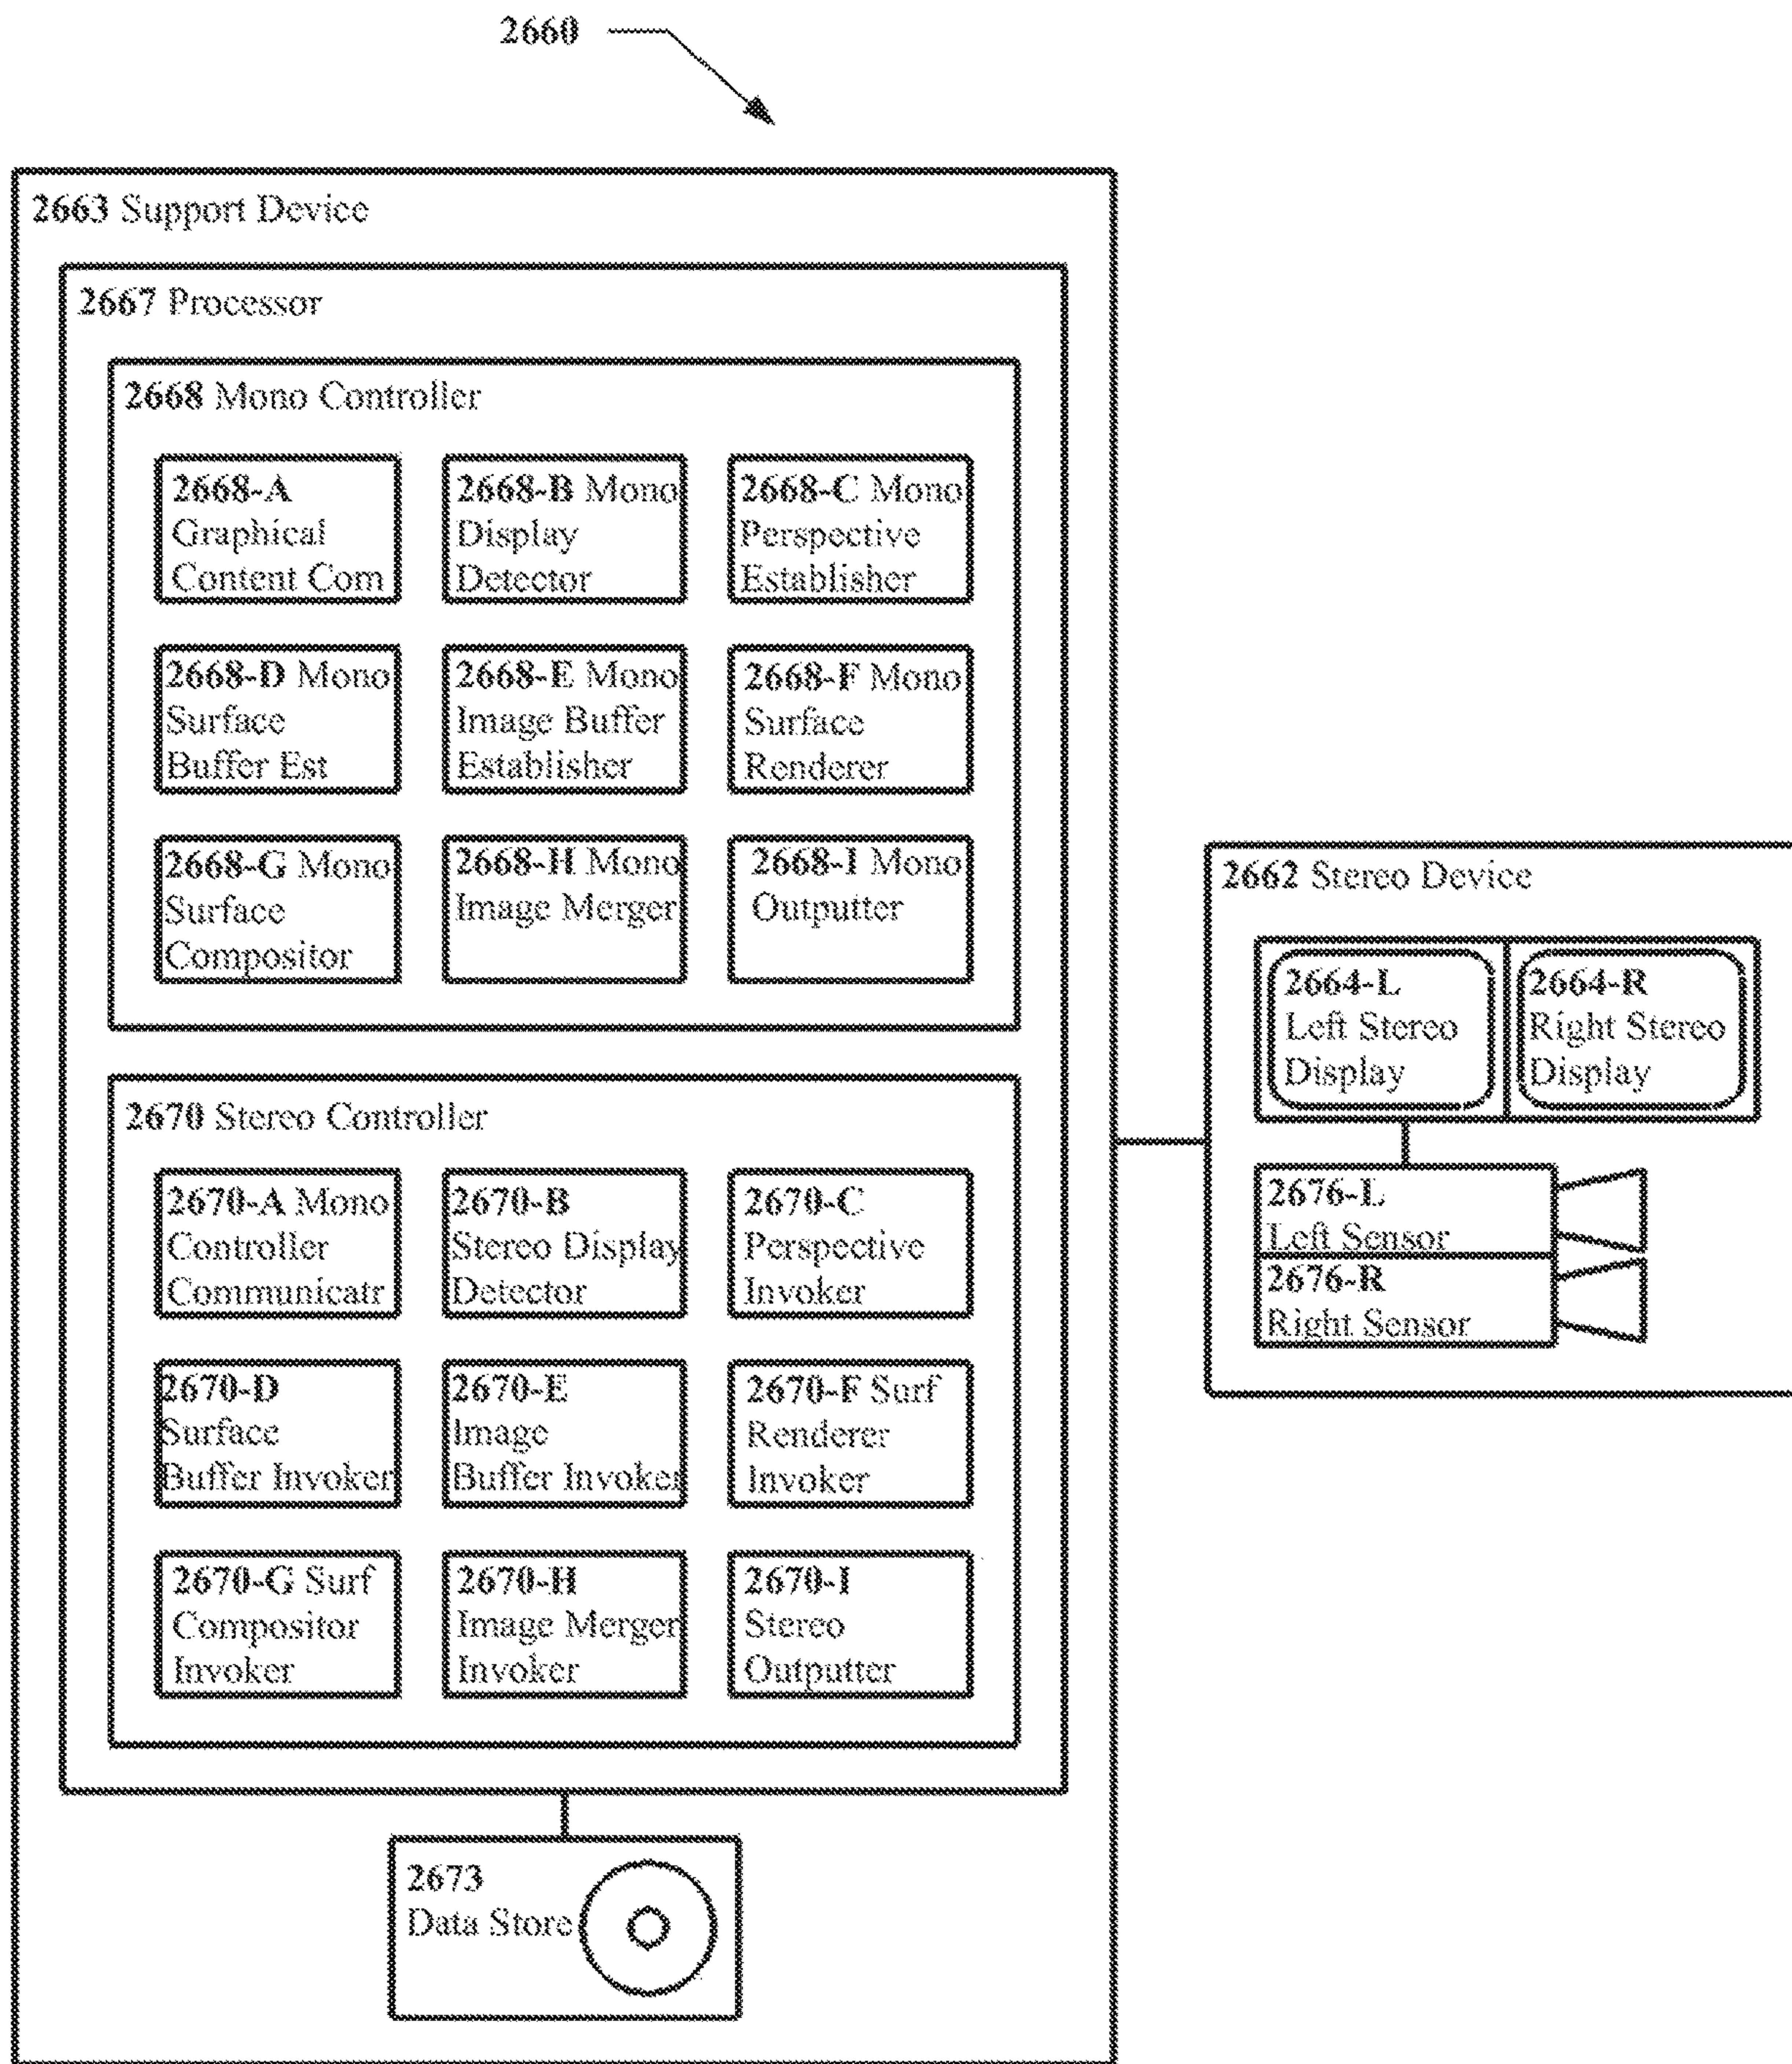 2660
2663 Support Device
2667 Processor
2668 Mono Controller
2668-A
Graphical
Content Com
2668-B Mono
Display
Detector
2668-C Mono
Perspective
Establisher
2668-D Mono
Surface
Buffer Est
2668-E Mono
Image Buffer
Establisher
2668-F Mono
Surface
Renderer
2668-G Mono
Surface
Compositor
2668-H Mono
Image Merger
2668-I Mono
Outputter
2670 Stereo Controller
2670-A Mono
Controller
Communicatr
2670-B
Stereo Display
Detector
2670-C
Perspective
Invoker
2670-D
Surface
Buffer Invoker
2670-E
Image
Buffer Invoker
2670-F Surf
Renderer
Invoker
2670-G Surf
Compositor
Invoker
2670-H
Image Merger
Invoker
2670-I
Stereo
Outputter
2673
Data Store
2662 Stereo Device
2664-L
Left Stereo
Display
2664-R
Right Stereo
Display
2676-L
Left Sensor
2676-R
Right Sensor